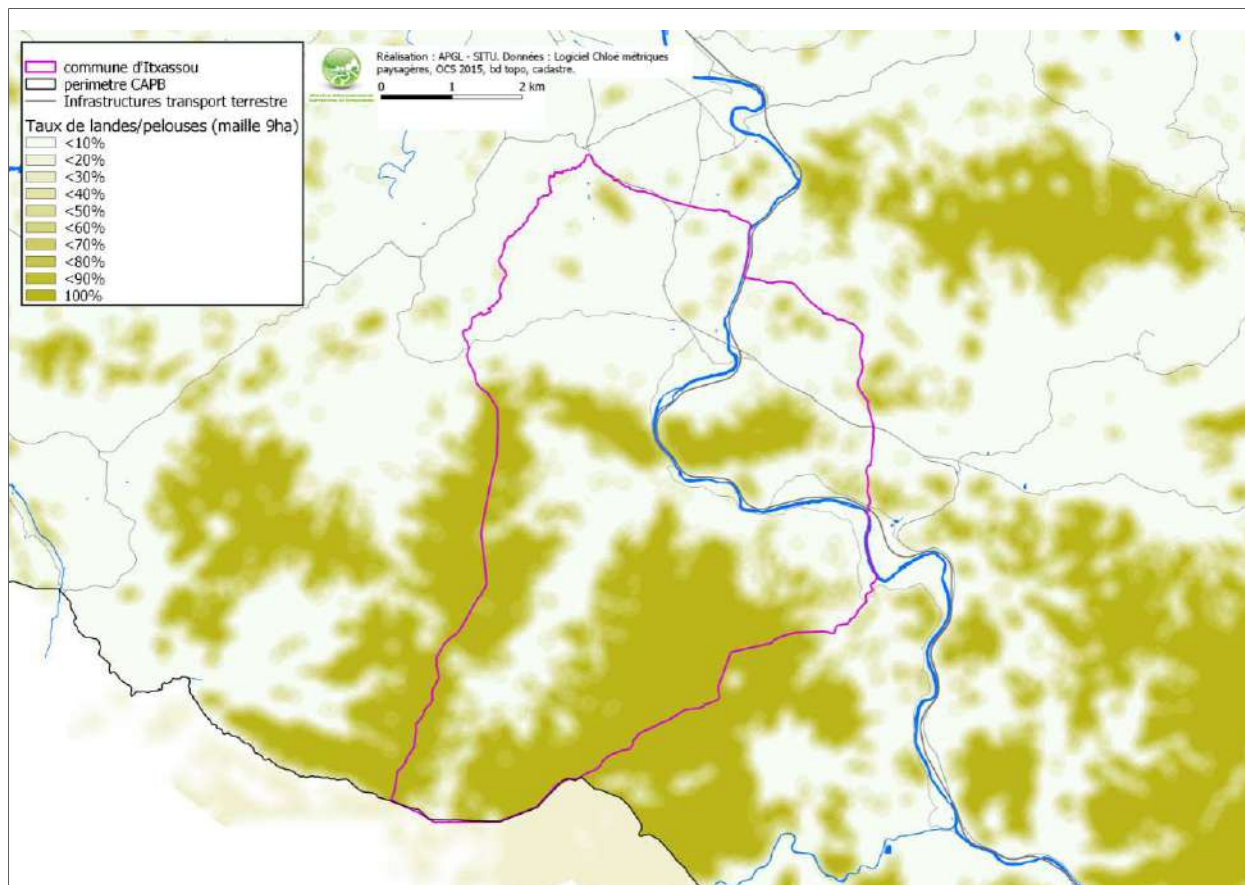 commune d'Itxassou
perimetre CAPB
Infrastructures transport terrestre
Taux de landes/pelouses (maille 9ha)
<10%
<20%
<30%
<40%
<50%
<60%
<70%
<80%
<90%
100%
Réalisation : APGL - SITU. Données : Logiciel Chloé métriques
paysagères, OCS 2015, bd topo, cadastre.
0 1 2 km